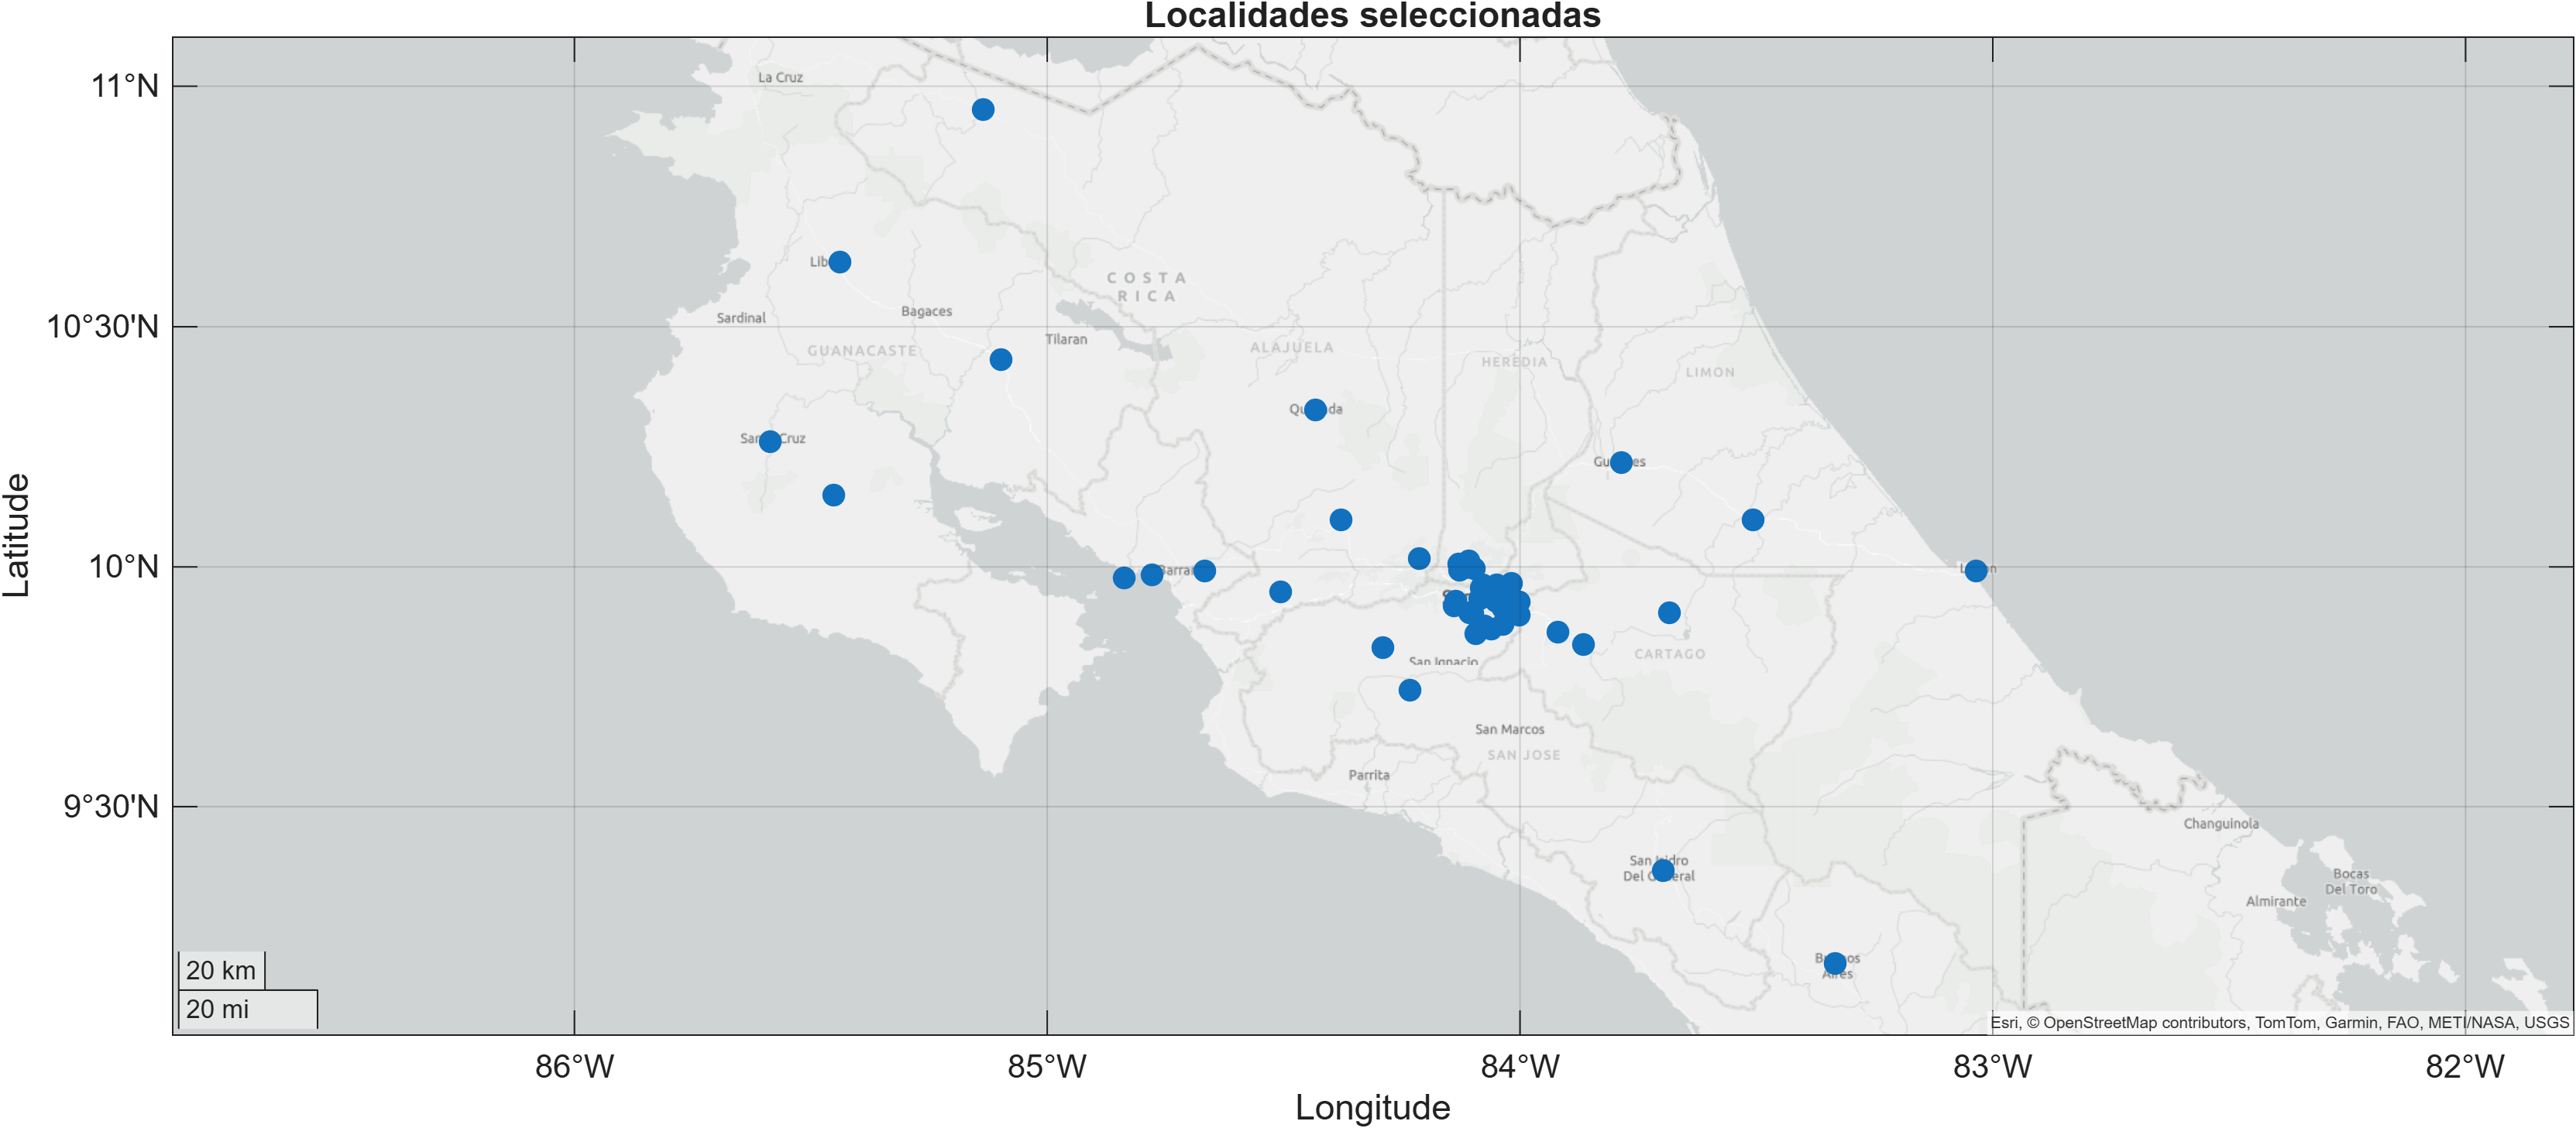 Localidades seleccionadas
11°N
10°30'N
10°N
9°30'N
Latitude
La Cruz
COSTA
RICA
Sardinal
Bagaces
Tilaran
GUANACASTE
ALAJUELA
HEREDIA
LIMON
CARTAGO
San Ignacio
San Marcos
SAN JOSE
Parrita
Changuinola
Bocas
Del Toro
Almirante
20 km
20 mi
Esri, © OpenStreetMap contributors, TomTom, Garmin, FAO, METI/NASA, USGS
86°W
85°W
84°W
83°W
82°W
Longitude